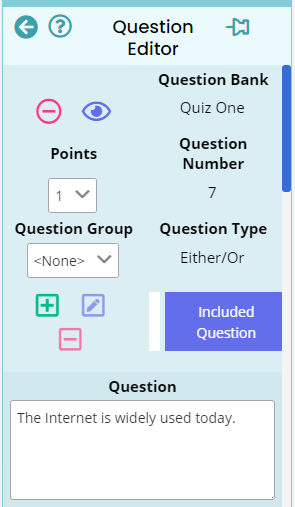 Question
Editor
Question Bank
Quiz One
Points
1
Question
Number
7
Question Group
<None>
Question Type
Either/Or
Included
Question
Question
The Internet is widely used today.